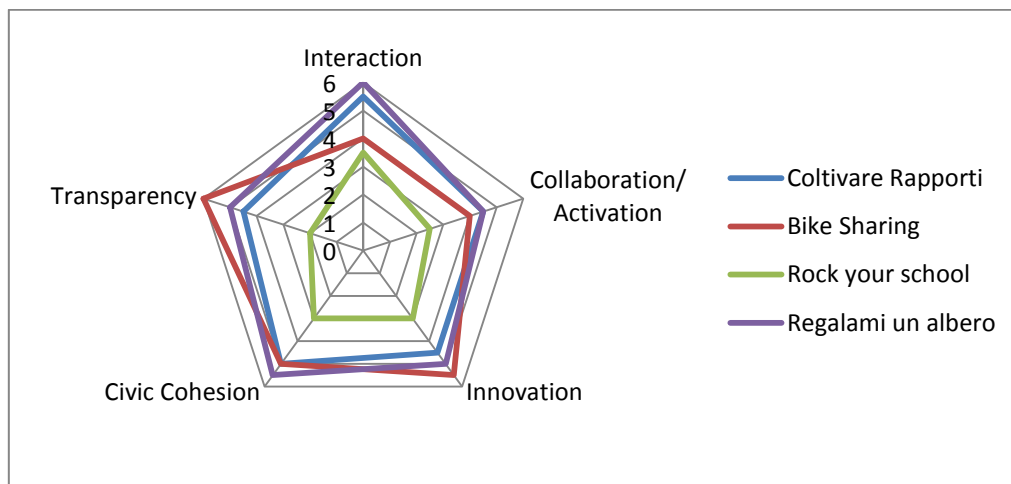 Interaction
6
5
4
3
2
1
0
Collaboration/
Activation
Transparency
Civic Cohesion
Innovation
Coltivare Rapporti
Bike Sharing
Rock your school
Regalami un albero